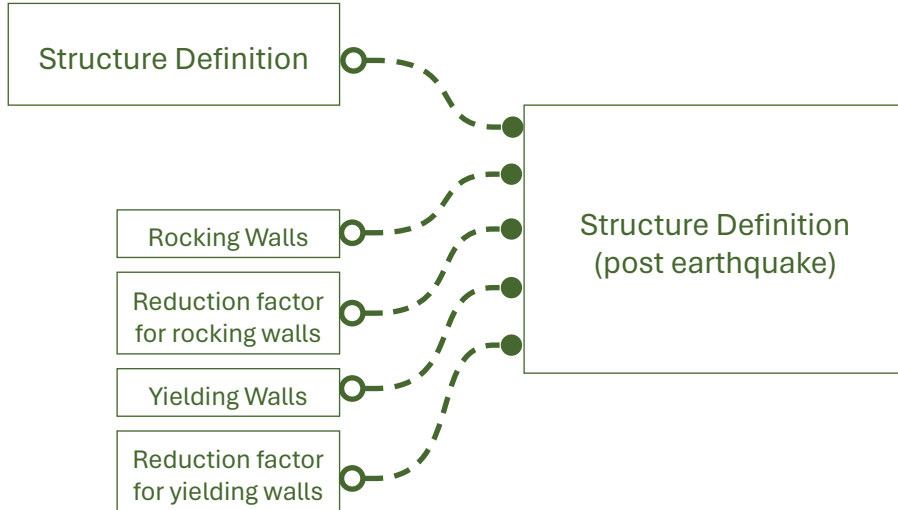 Structure Definition
Rocking Walls
Reduction factor
for rocking walls
Yielding Walls
Reduction factor
for yielding walls
Structure Definition
(post earthquake)